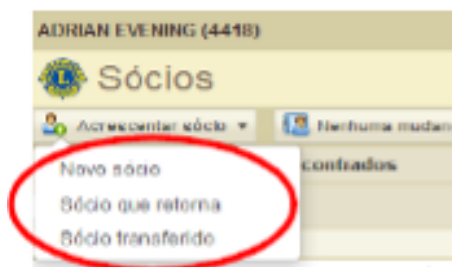 ADRIAN EVENING (4418)
Sócios
Acrescentar sócio Nenhuma mudan
contrados
Novo sócio
Sócio que retorna
Sócio transferido